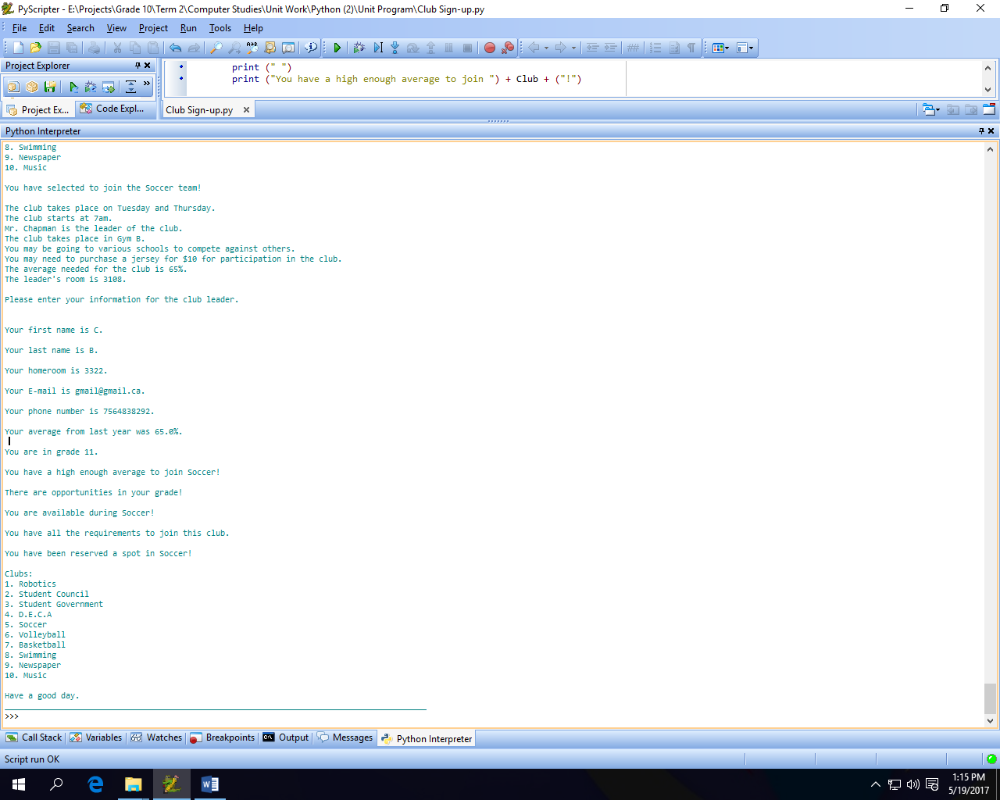 PyScripter - E:\Projects\Grade 10\Term 2\Computer Studies\Unit Work\Python (2)\Unit Program\Club Sign-up.py
File Edit Search View Project Run Tools Help
Project Explorer
print (" ")
print ("You have a high enough average to join ") + Club + ("!")
Project Ex... Code Expl...
Club Sign-up.py
Python Interpreter
8. Swimming
9. Newspaper
10. Music
You have selected to join the Soccer team!
The club takes place on Tuesday and Thursday.
The club starts at 7am.
Mr. Chapman is the leader of the club.
The club takes place in Gym B.
You may be going to various schools to compete against others.
You may need to purchase a jersey for $10 for participation in the club.
The average needed for the club is 65%.
The leader's room is 3108.
Please enter your information for the club leader.
Your first name is C.
Your last name is B.
Your homeroom is 3322.
Your E-mail is gmail@gmail.ca.
Your phone number is 7564838292.
Your average from last year was 65.0%.
You are in grade 11.
You have a high enough average to join Soccer!
There are opportunities in your grade!
You are available during Soccer!
You have all the requirements to join this club.
You have been reserved a spot in Soccer!
Clubs:
1. Robotics
2. Student Council
3. Student Government
4. D.E.C.A
5. Soccer
6. Volleyball
7. Basketball
8. Swimming
9. Newspaper
10. Music
Have a good day.
>>>
Call Stack Variables Watches Breakpoints Output Messages Python Interpreter
Script run OK
1:15 PM
5/19/2017